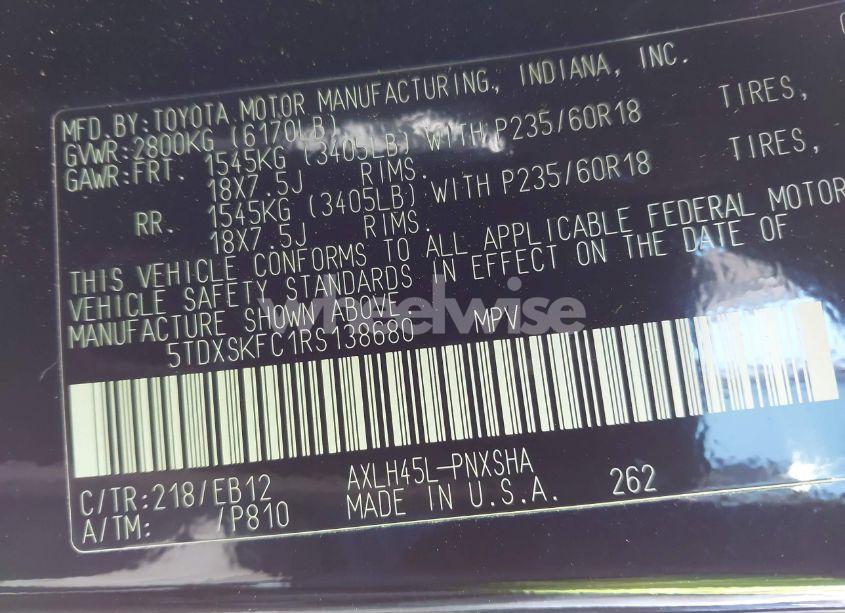 MFD.BY:TOYOTA MOTOR MANUFACTURING, INDIANA, INC.
GVWR:2800KG (6170LB)
GAWR:FRT. 1545KG (3405LB) WITH P235/60R18 TIRES,
18X7.5J RIMS.
RR. 1545KG (3405LB) WITH P235/60R18 TIRES,
18X7.5J RIMS.
THIS VEHICLE CONFORMS TO ALL APPLICABLE FEDERAL MOTOR
VEHICLE SAFETY STANDARDS IN EFFECT ON THE DATE OF
MANUFACTURE SHOWN ABOVE.
wheelwise
5TDXSKFC1RS138680 MPV
C/TR:218/EB12 AXLH45L-PNXSHA 262
A/TM: /P810 MADE IN U.S.A.